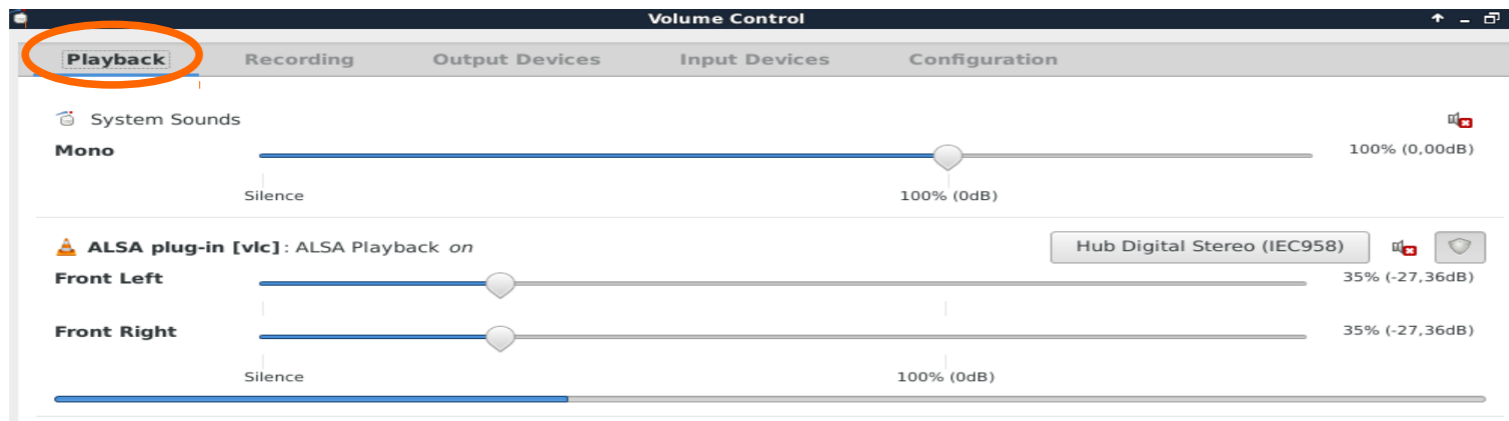 Volume Control
Playback Recording Output Devices Input Devices Configuration
System Sounds
Mono 100% (0,00dB)
Silence 100% (0dB)
ALSA plug-in [vlc]: ALSA Playback on Hub Digital Stereo (IEC958)
Front Left 35% (-27,36dB)
Front Right 35% (-27,36dB)
Silence 100% (0dB)